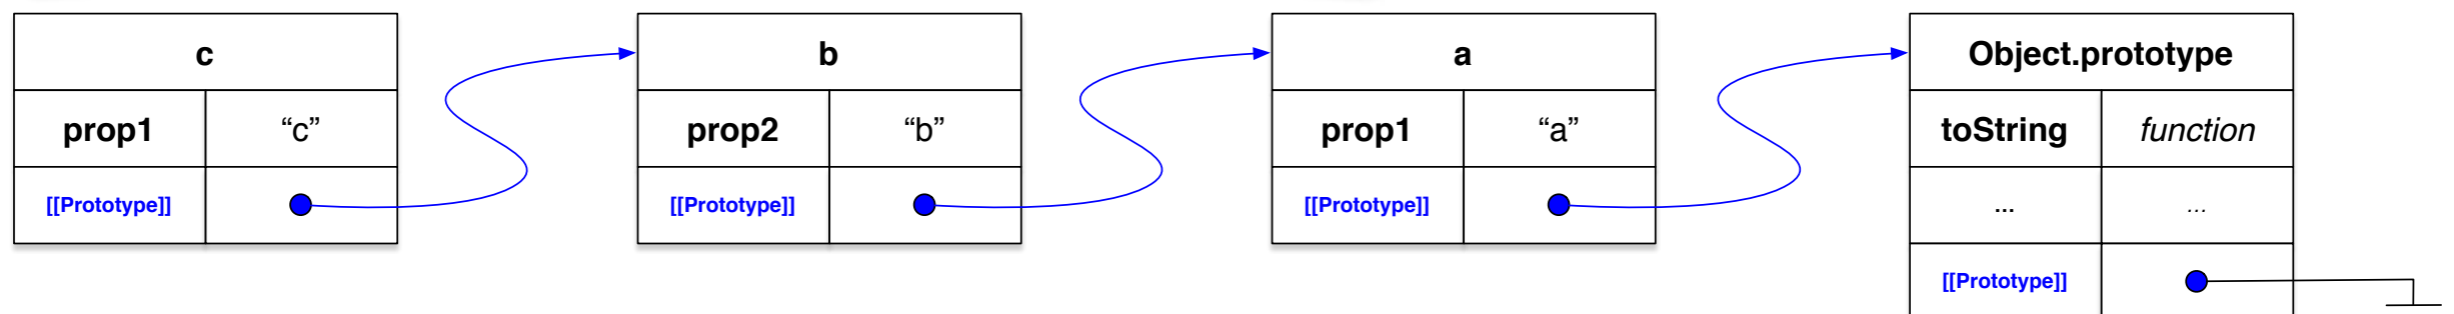 c
prop1 “c”
[[Prototype]]
b
prop2 “b”
[[Prototype]]
a
prop1 “a”
[[Prototype]]
Object.prototype
toString function
... ...
[[Prototype]]